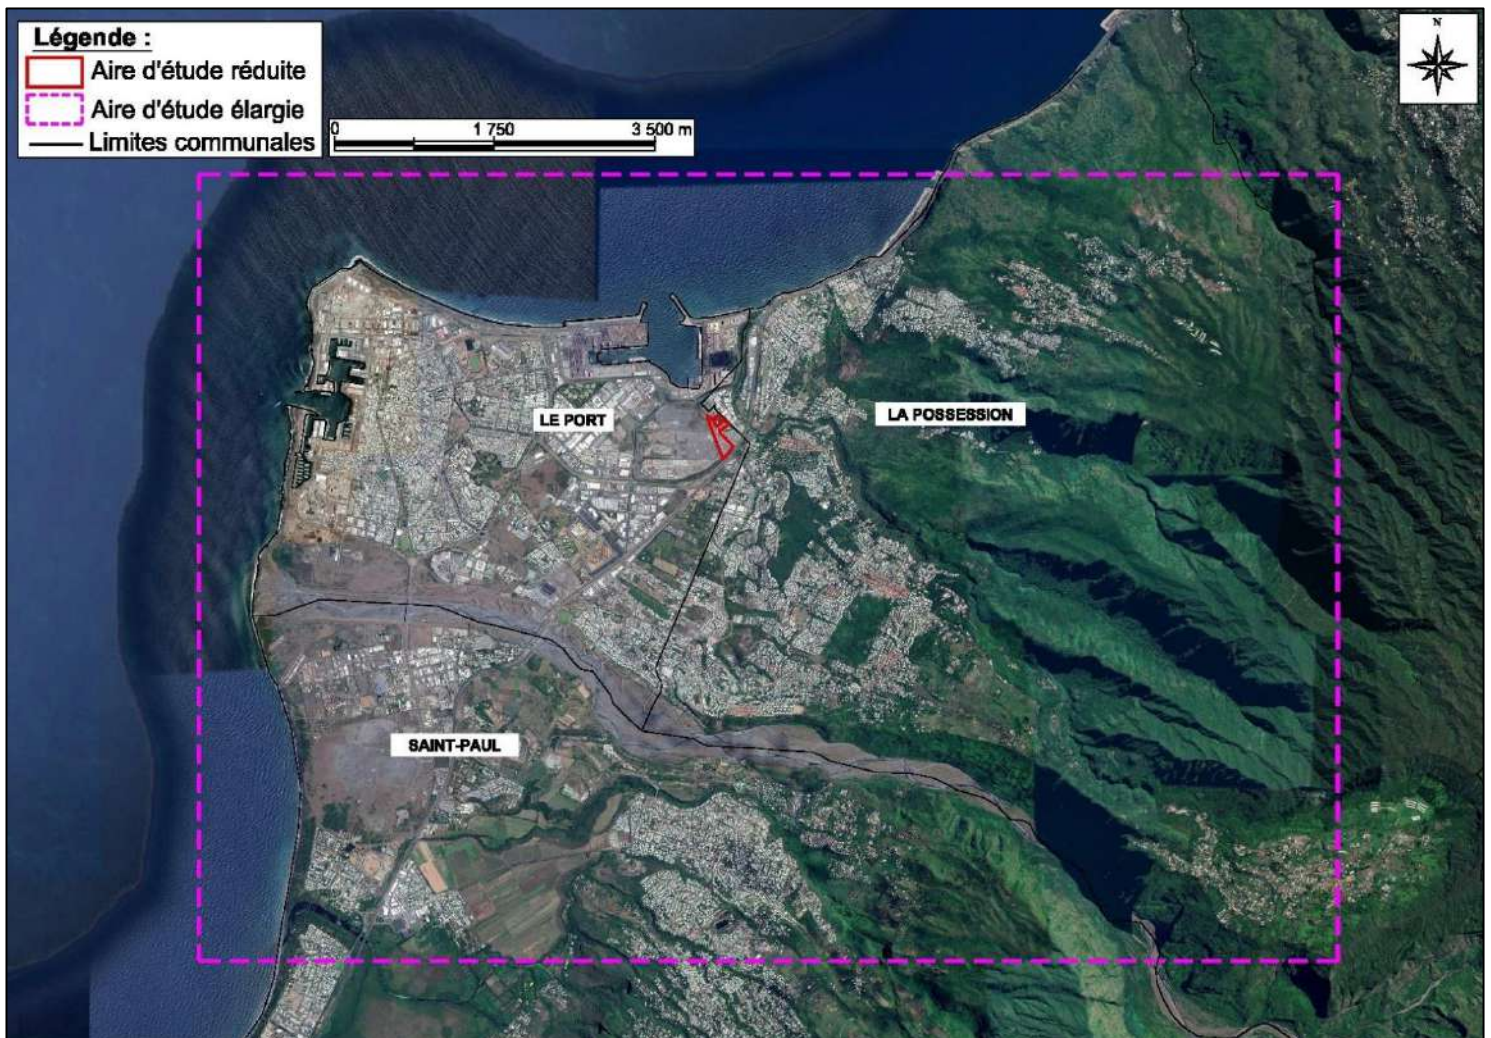 Légende :
Aire d'étude réduite
Aire d'étude élargie
Limites communales
0 1 750 3 500 m
N
LE PORT
LA POSSESSION
SAINT-PAUL